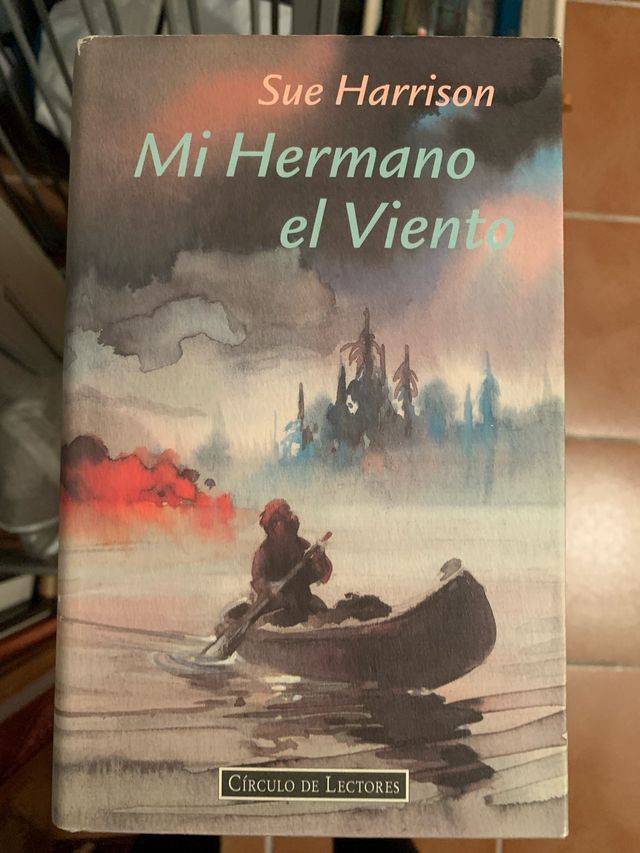 Sue Harrison
Mi Hermano
el Viento
CÍRCULO DE LECTORES